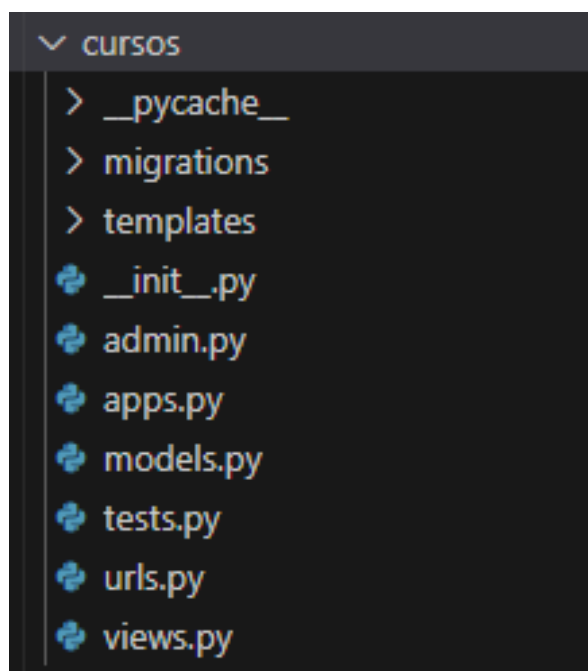 cursos
__pycache__
migrations
templates
__init__.py
admin.py
apps.py
models.py
tests.py
urls.py
views.py